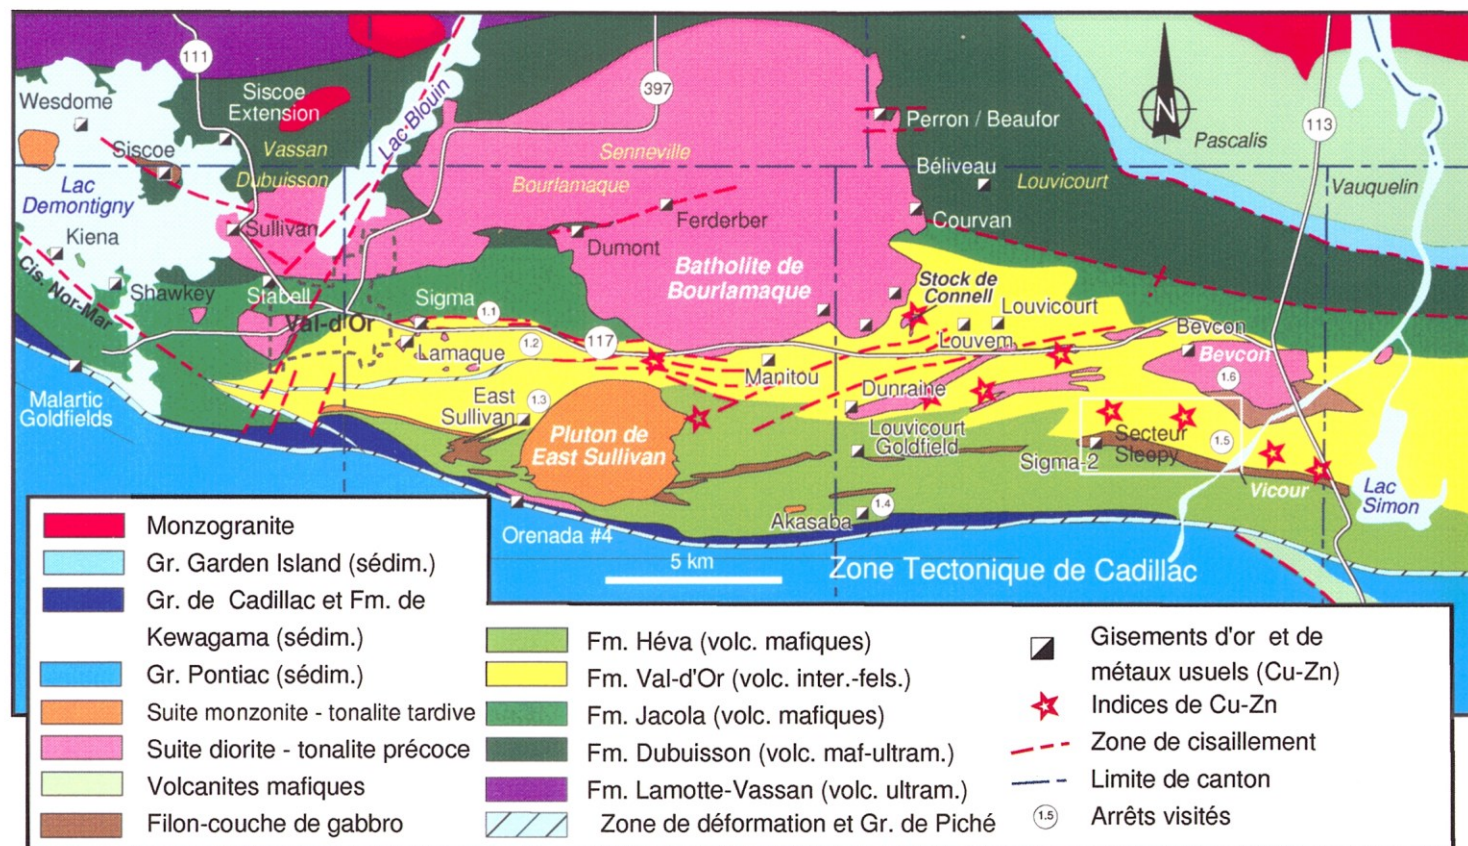 111
397
113
N
Wesdome
Siscoe
Extension
Lac Blouin
Perron / Beaufor
Pascalis
Siscoe
Vassan
Senneville
Dubuisson
Bourlamaque
Béliveau
Louvicourt
Vauquelin
Lac
Demontigny
Ferderber
Courvan
Kiena
Sullivan
Dumont
Cis. Nor-Mar
Shawkey
Stabell
Sigma
1.1
Batholite de
Bourlamaque
Stock de
Connell
Louvicourt
Val-d'Or
Lamaque
1.2
117
Louvem
Bevcon
Bevcon
1.6
Manitou
Malartic
Goldfields
East
Sullivan
1.3
Dunraine
Pluton de
East Sullivan
Louvicourt
Goldfield
Sigma-2
Secteur
Sleepy
1.5
Vicour
Lac
Simon
Orenada #4
Akasaba
1.4
5 km
Zone Tectonique de Cadillac
Monzogranite
Gr. Garden Island (sédim.)
Gr. de Cadillac et Fm. de
Kewagama (sédim.)
Gr. Pontiac (sédim.)
Suite monzonite - tonalite tardive
Suite diorite - tonalite précoce
Volcanites mafiques
Filon-couche de gabbro
Fm. Héva (volc. mafiques)
Fm. Val-d'Or (volc. inter.-fels.)
Fm. Jacola (volc. mafiques)
Fm. Dubuisson (volc. maf-ultram.)
Fm. Lamotte-Vassan (volc. ultram.)
Zone de déformation et Gr. de Piché
Gisements d'or et de
métaux usuels (Cu-Zn)
Indices de Cu-Zn
Zone de cisaillement
Limite de canton
1.5
Arrêts visités